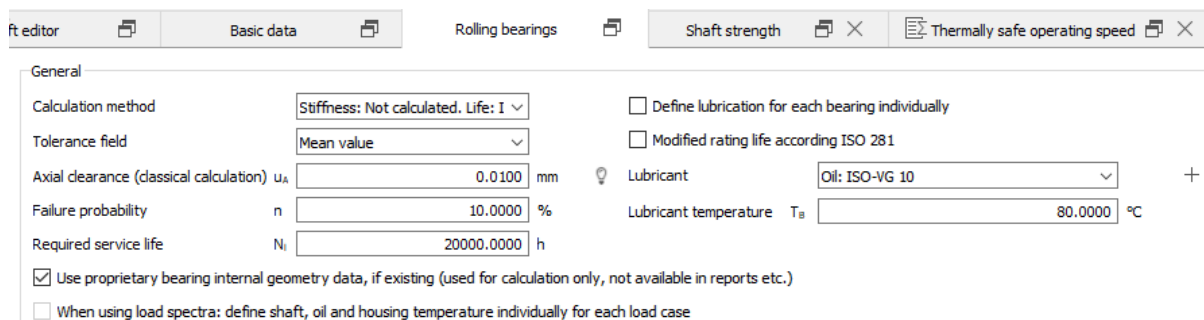 ft editor Basic data Rolling bearings Shaft strength Thermally safe operating speed
General
Calculation method Stiffness: Not calculated. Life: I Define lubrication for each bearing individually
Tolerance field Mean value Modified rating life according ISO 281
Axial clearance (classical calculation) uA 0.0100 mm Lubricant Oil: ISO-VG 10
Failure probability n 10.0000 % Lubricant temperature TB 80.0000 °C
Required service life Nl 20000.0000 h
Use proprietary bearing internal geometry data, if existing (used for calculation only, not available in reports etc.)
When using load spectra: define shaft, oil and housing temperature individually for each load case